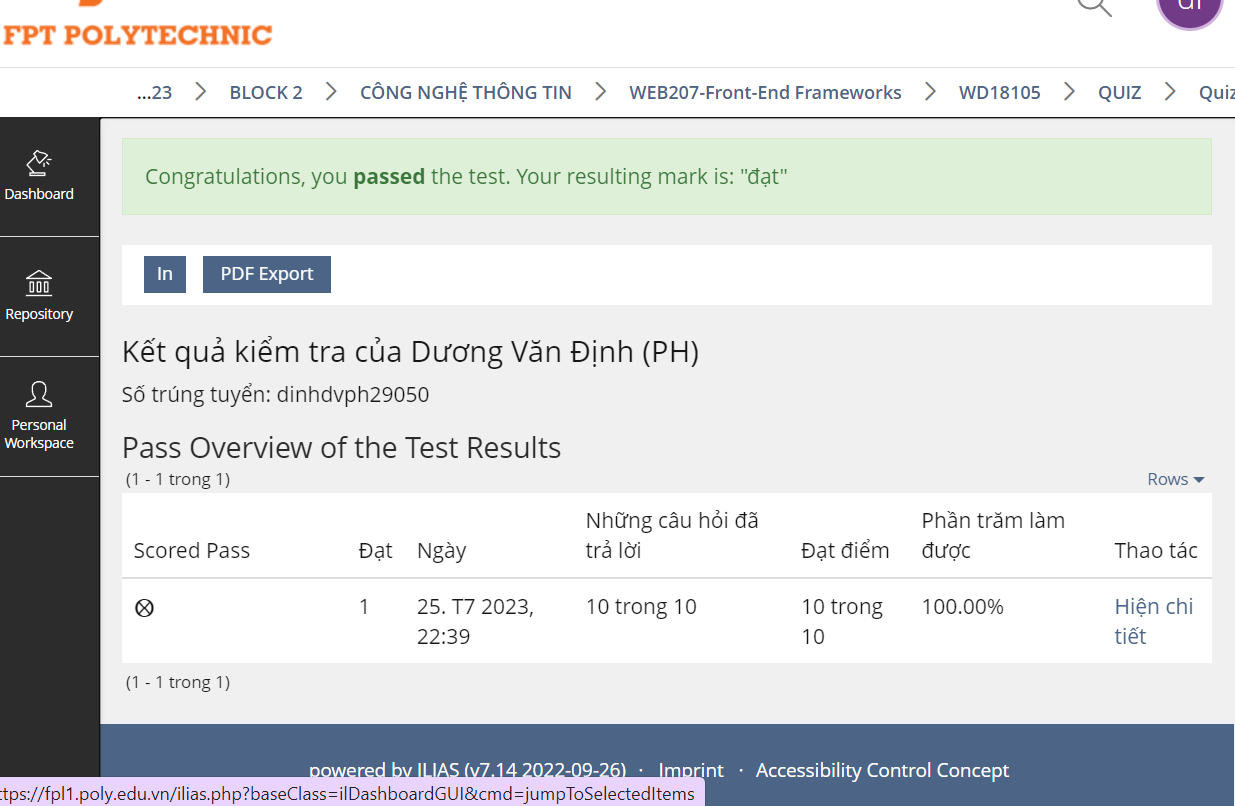 FPT POLYTECHNIC
...23 BLOCK 2 CÔNG NGHỆ THÔNG TIN WEB207-Front-End Frameworks WD18105 QUIZ Quiz
Dashboard
Repository
Personal
Workspace
Congratulations, you passed the test. Your resulting mark is: "đạt"
In PDF Export
Kết quả kiểm tra của Dương Văn Định (PH)
Số trúng tuyển: dinhdvph29050
Pass Overview of the Test Results
(1 - 1 trong 1) Rows
Scored Pass Đạt Ngày Những câu hỏi đã
trả lời Đạt điểm Phần trăm làm
được Thao tác
1 25. T7 2023,
22:39 10 trong 10 10 trong
10 100.00% Hiện chi
tiết
(1 - 1 trong 1)
powered by ILIAS (v7.14 2022-09-26) · Imprint · Accessibility Control Concept
ttps://fpl1.poly.edu.vn/ilias.php?baseClass=ilDashboardGUI&cmd=jumpToSelectedItems